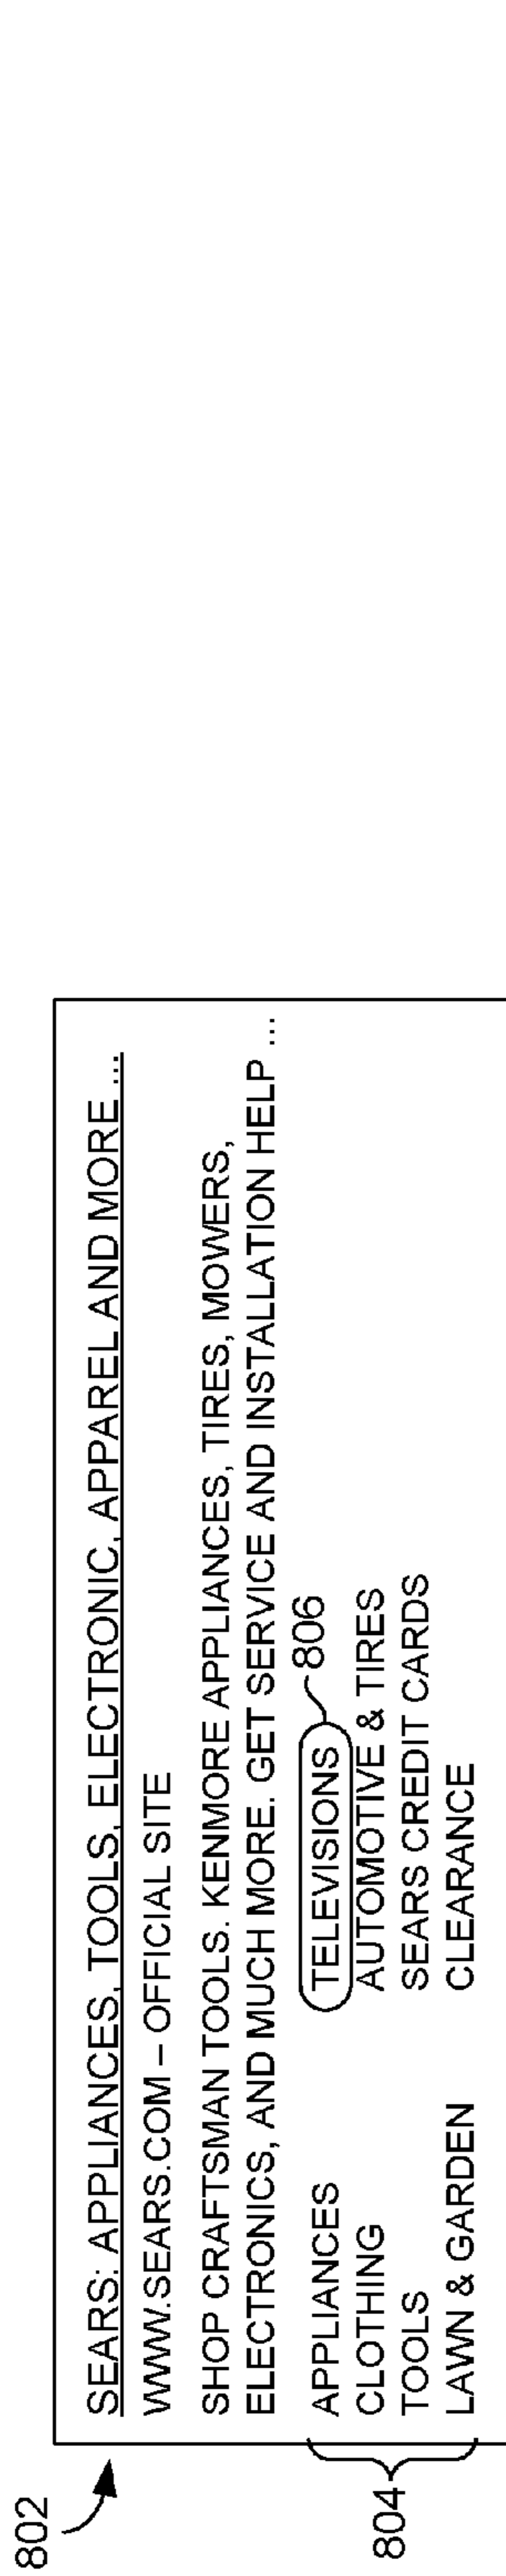 802
SEARS: APPLIANCES, TOOLS, ELECTRONIC, APPAREL AND MORE ...
WWW.SEARS.COM – OFFICIAL SITE
SHOP CRAFTSMAN TOOLS. KENMORE APPLIANCES, TIRES, MOWERS,
ELECTRONICS, AND MUCH MORE. GET SERVICE AND INSTALLATION HELP ...
804
APPLIANCES TELEVISIONS 806
CLOTHING AUTOMOTIVE & TIRES
TOOLS SEARS CREDIT CARDS
LAWN & GARDEN CLEARANCE